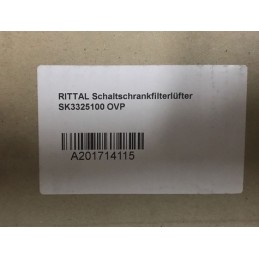 RITTAL Schaltschrankfilterlüfter
SK3325100 OVP
A201714115